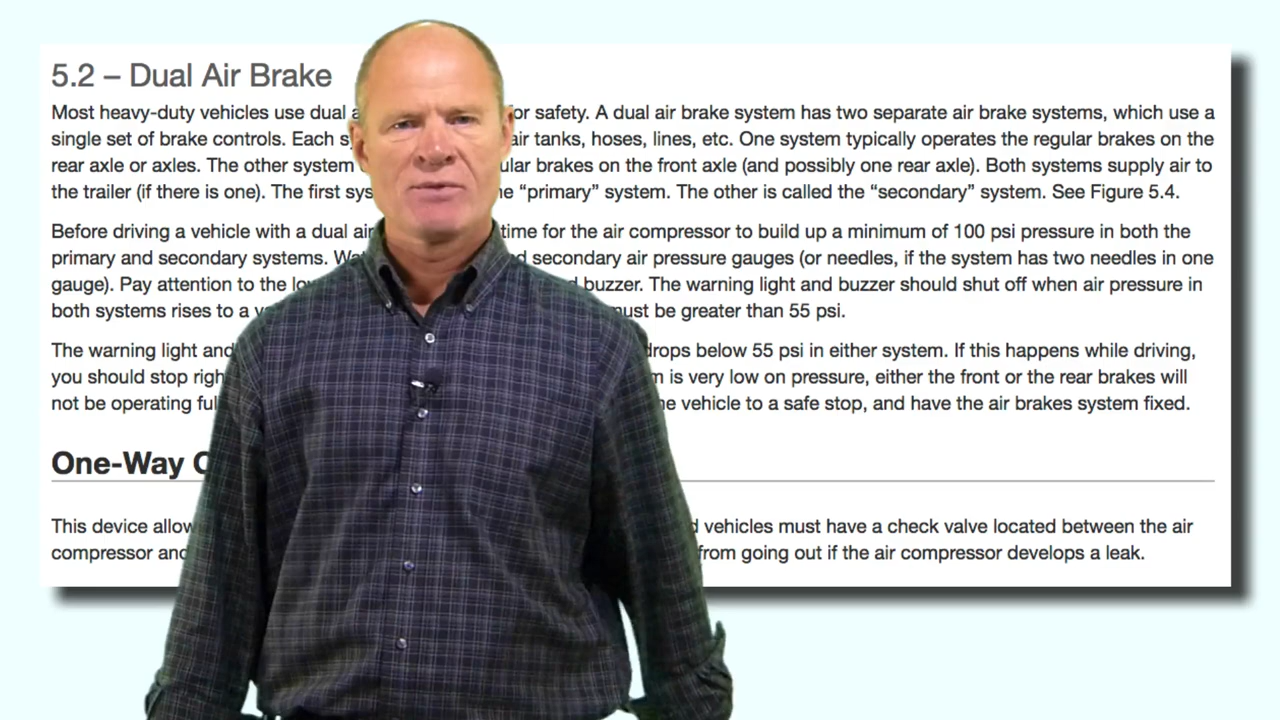 5.2 – Dual Air Brake
Most heavy-duty vehicles use dual a or safety. A dual air brake system has two separate air brake systems, which use a
single set of brake controls. Each s air tanks, hoses, lines, etc. One system typically operates the regular brakes on the
rear axle or axles. The other system ular brakes on the front axle (and possibly one rear axle). Both systems supply air to
the trailer (if there is one). The first sys e “primary” system. The other is called the “secondary” system. See Figure 5.4.
Before driving a vehicle with a dual air time for the air compressor to build up a minimum of 100 psi pressure in both the
primary and secondary systems. Wa d secondary air pressure gauges (or needles, if the system has two needles in one
gauge). Pay attention to the lo d buzzer. The warning light and buzzer should shut off when air pressure in
both systems rises to a v must be greater than 55 psi.
The warning light and drops below 55 psi in either system. If this happens while driving,
you should stop righ m is very low on pressure, either the front or the rear brakes will
not be operating ful he vehicle to a safe stop, and have the air brakes system fixed.
One-Way C
This device allow d vehicles must have a check valve located between the air
compressor and from going out if the air compressor develops a leak.